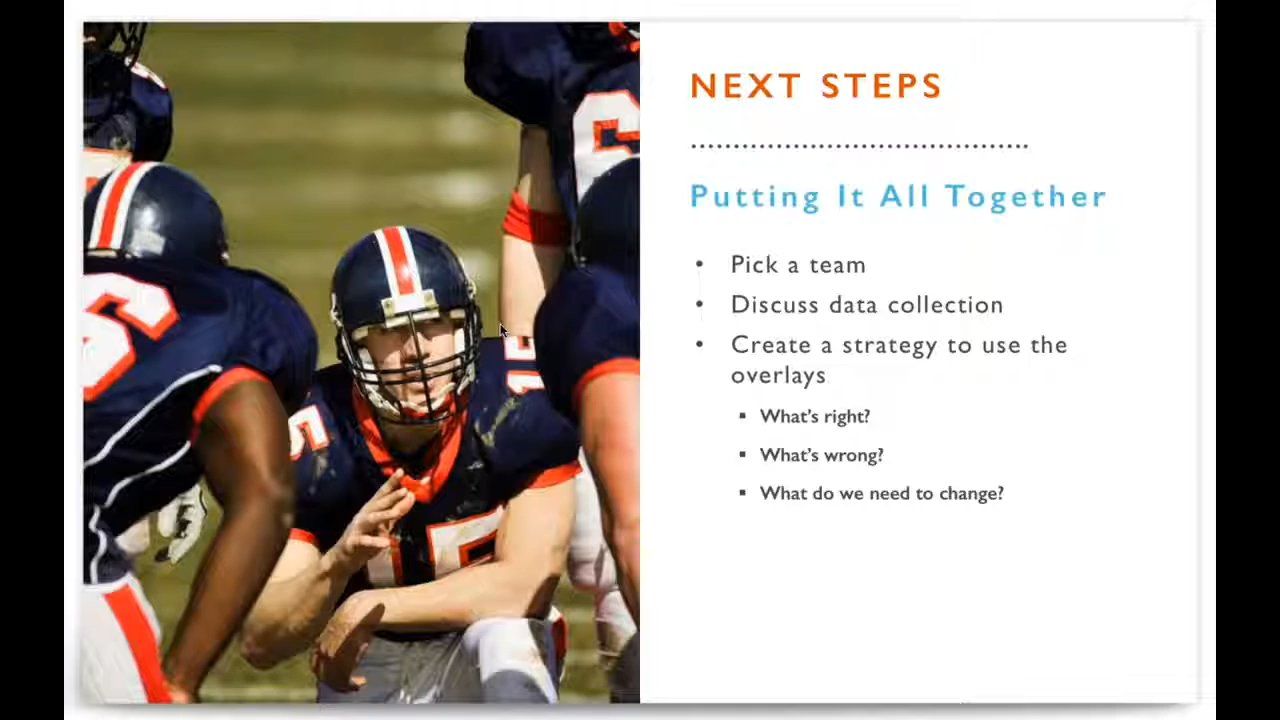 NEXT STEPS
Putting It All Together
• Pick a team
• Discuss data collection
• Create a strategy to use the
overlays
▪ What's right?
▪ What's wrong?
▪ What do we need to change?
15